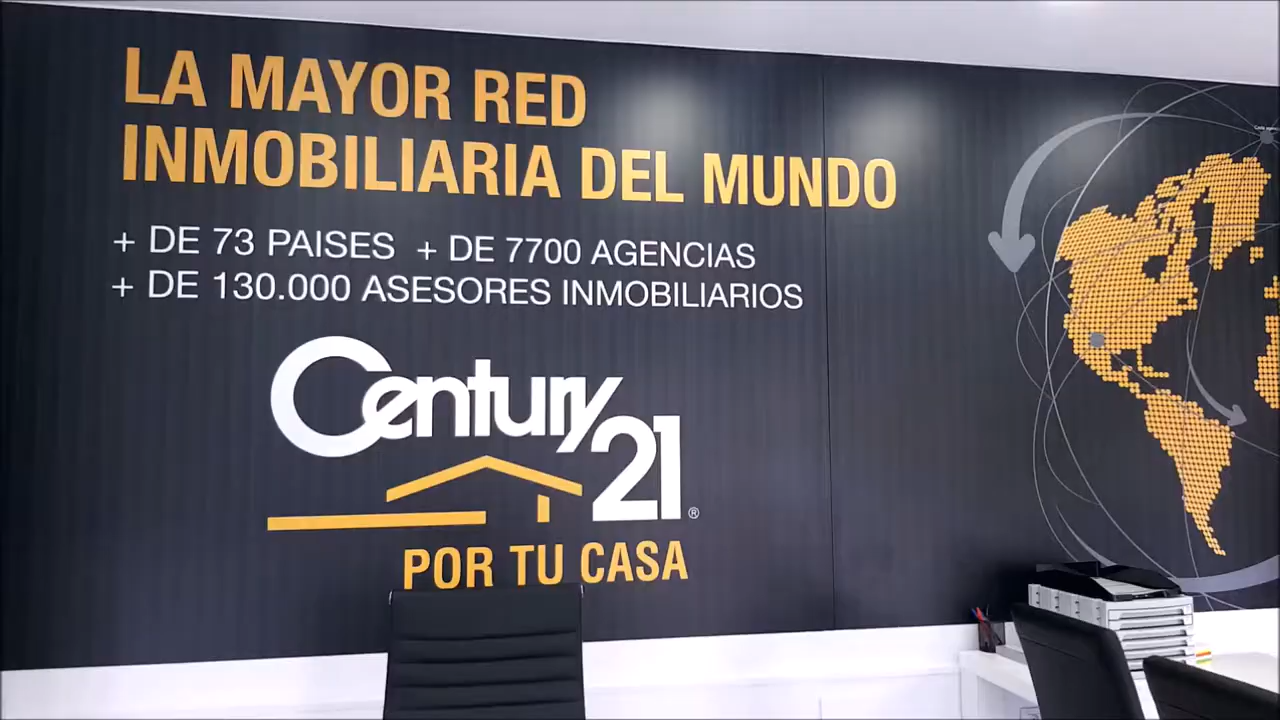 LA MAYOR RED
INMOBILIARIA DEL MUNDO
+ DE 73 PAISES + DE 7700 AGENCIAS
+ DE 130.000 ASESORES INMOBILIARIOS
Century
21®
POR TU CASA